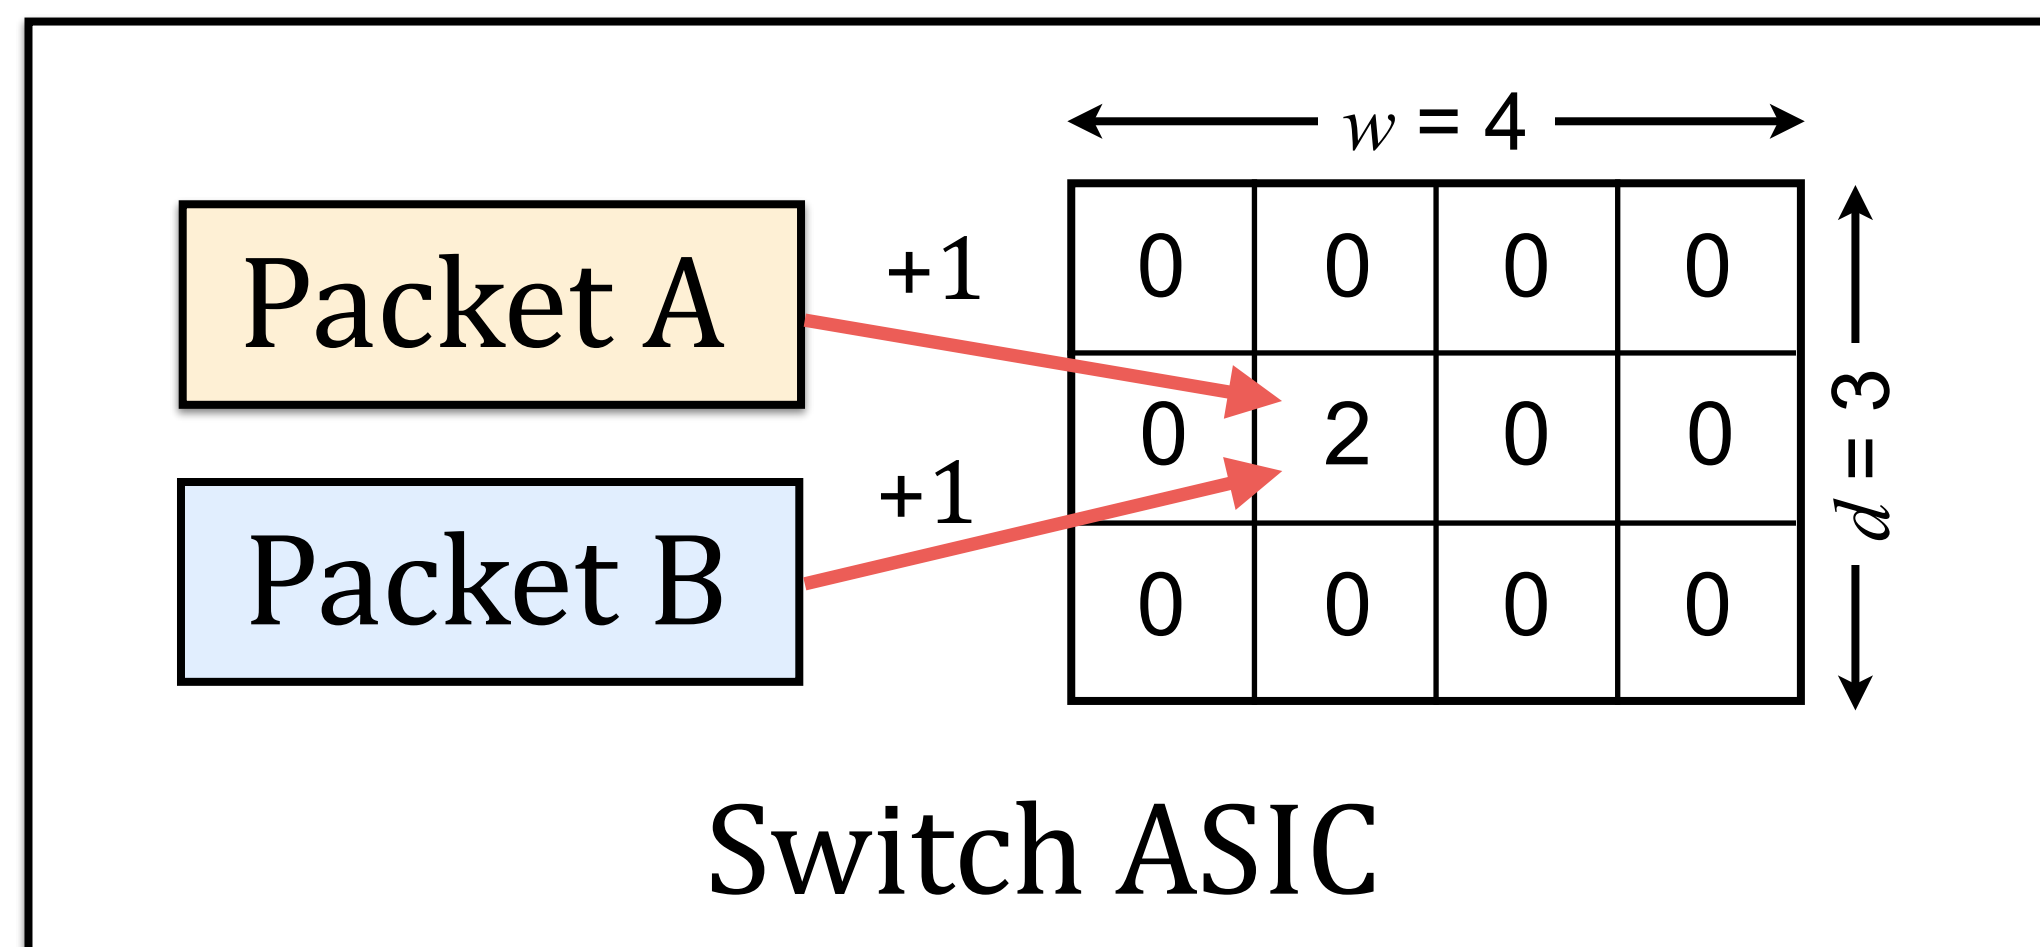 w = 4
Packet A
+1
0 0 0 0
0 2 0 0
d = 3
Packet B
+1
0 0 0 0
Switch ASIC